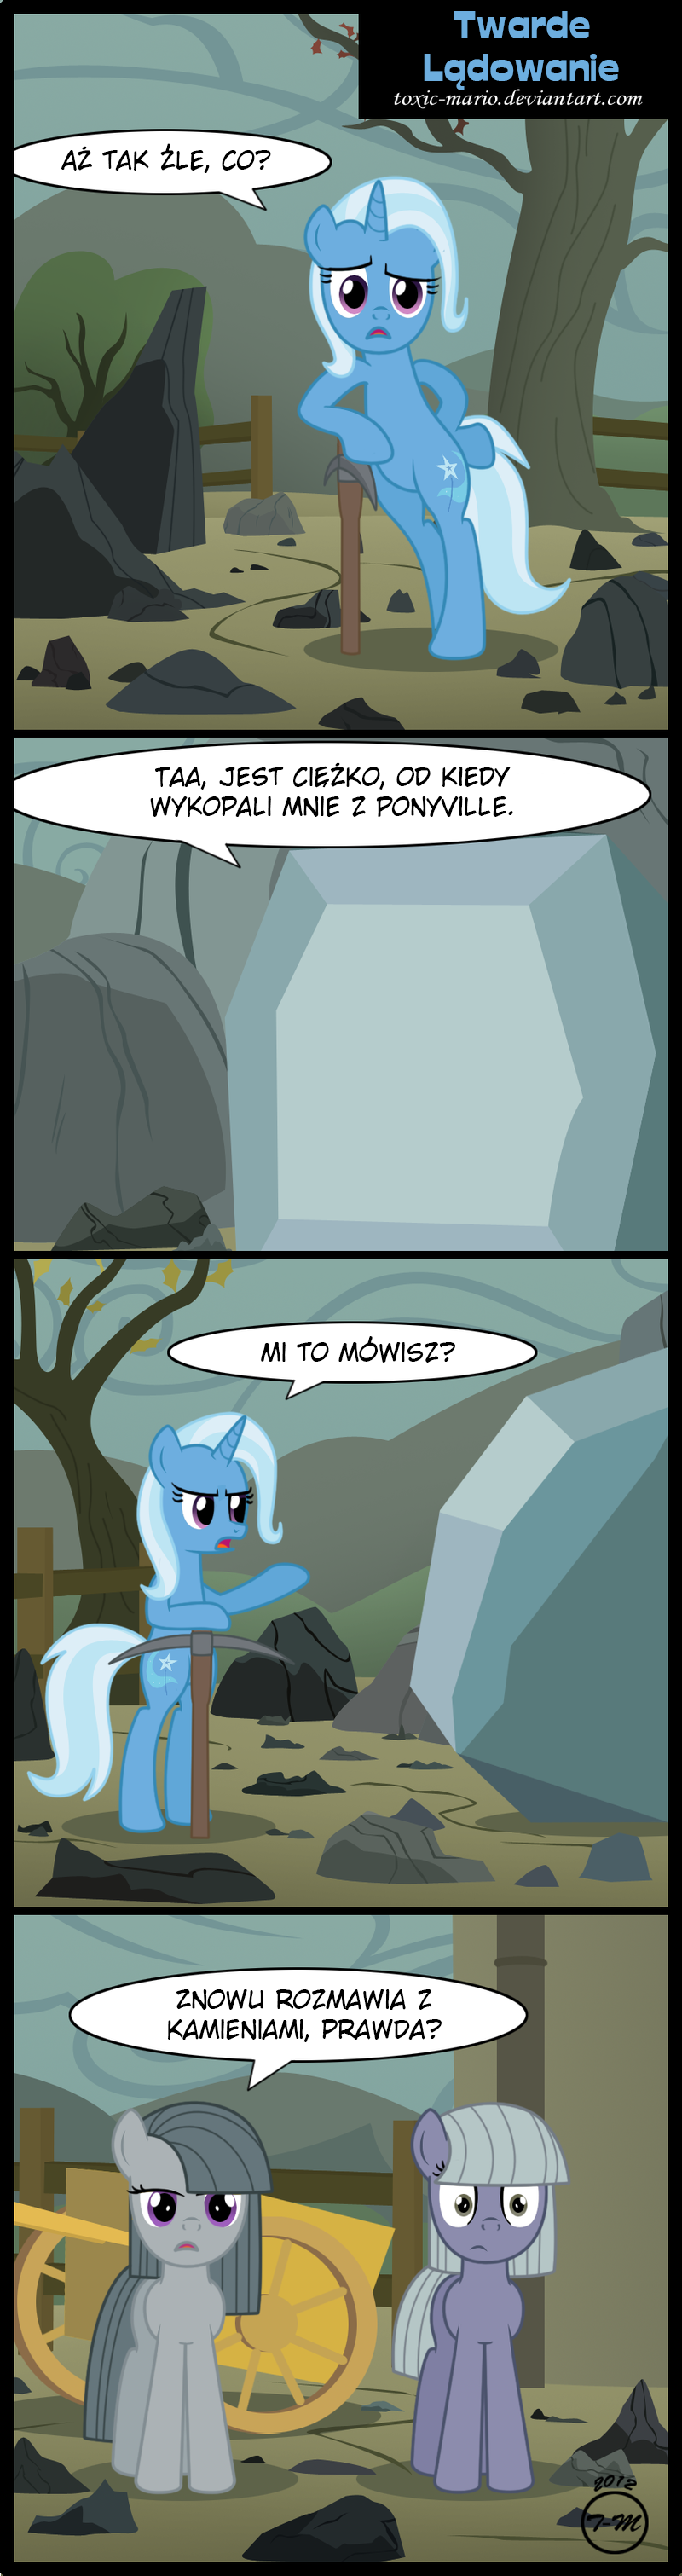 Twarde
Lądowanie
toxic-mario.deviantart.com
AŻ TAK ŹLE, CO?
TAA, JEST CIĘŻKO, OD KIEDY
WYKOPALI MNIE Z PONYVILLE.
MI TO MÓWISZ?
ZNOWU ROZMAWIA Z
KAMIENIAMI, PRAWDA?
2012
T-M